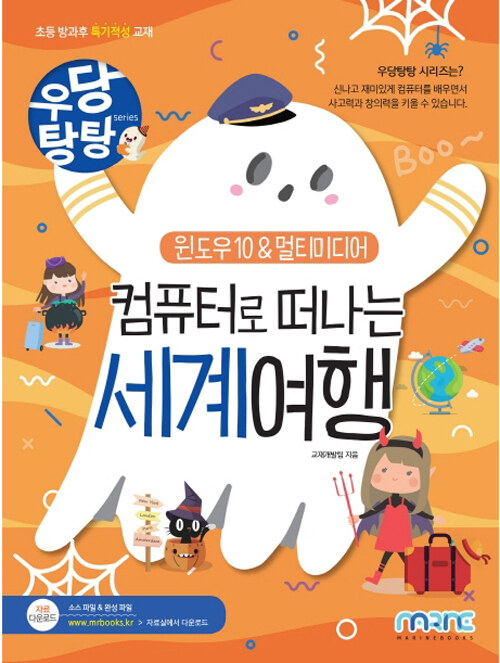 초등 방과후 특기적성 교재
우당탕탕 시리즈는?
신나고 재미있게 컴퓨터를 배우면서
사고력과 창의력을 키울 수 있습니다.
우당
탕탕
series
Boo~
윈도우 10 & 멀티미디어
컴퓨터로 떠나는
세계여행
교재개발팀 지음
자료
다운로드
소스 파일 & 완성 파일
www.mrbooks.kr > 자료실에서 다운로드
MARINE
MARINEBOOKS